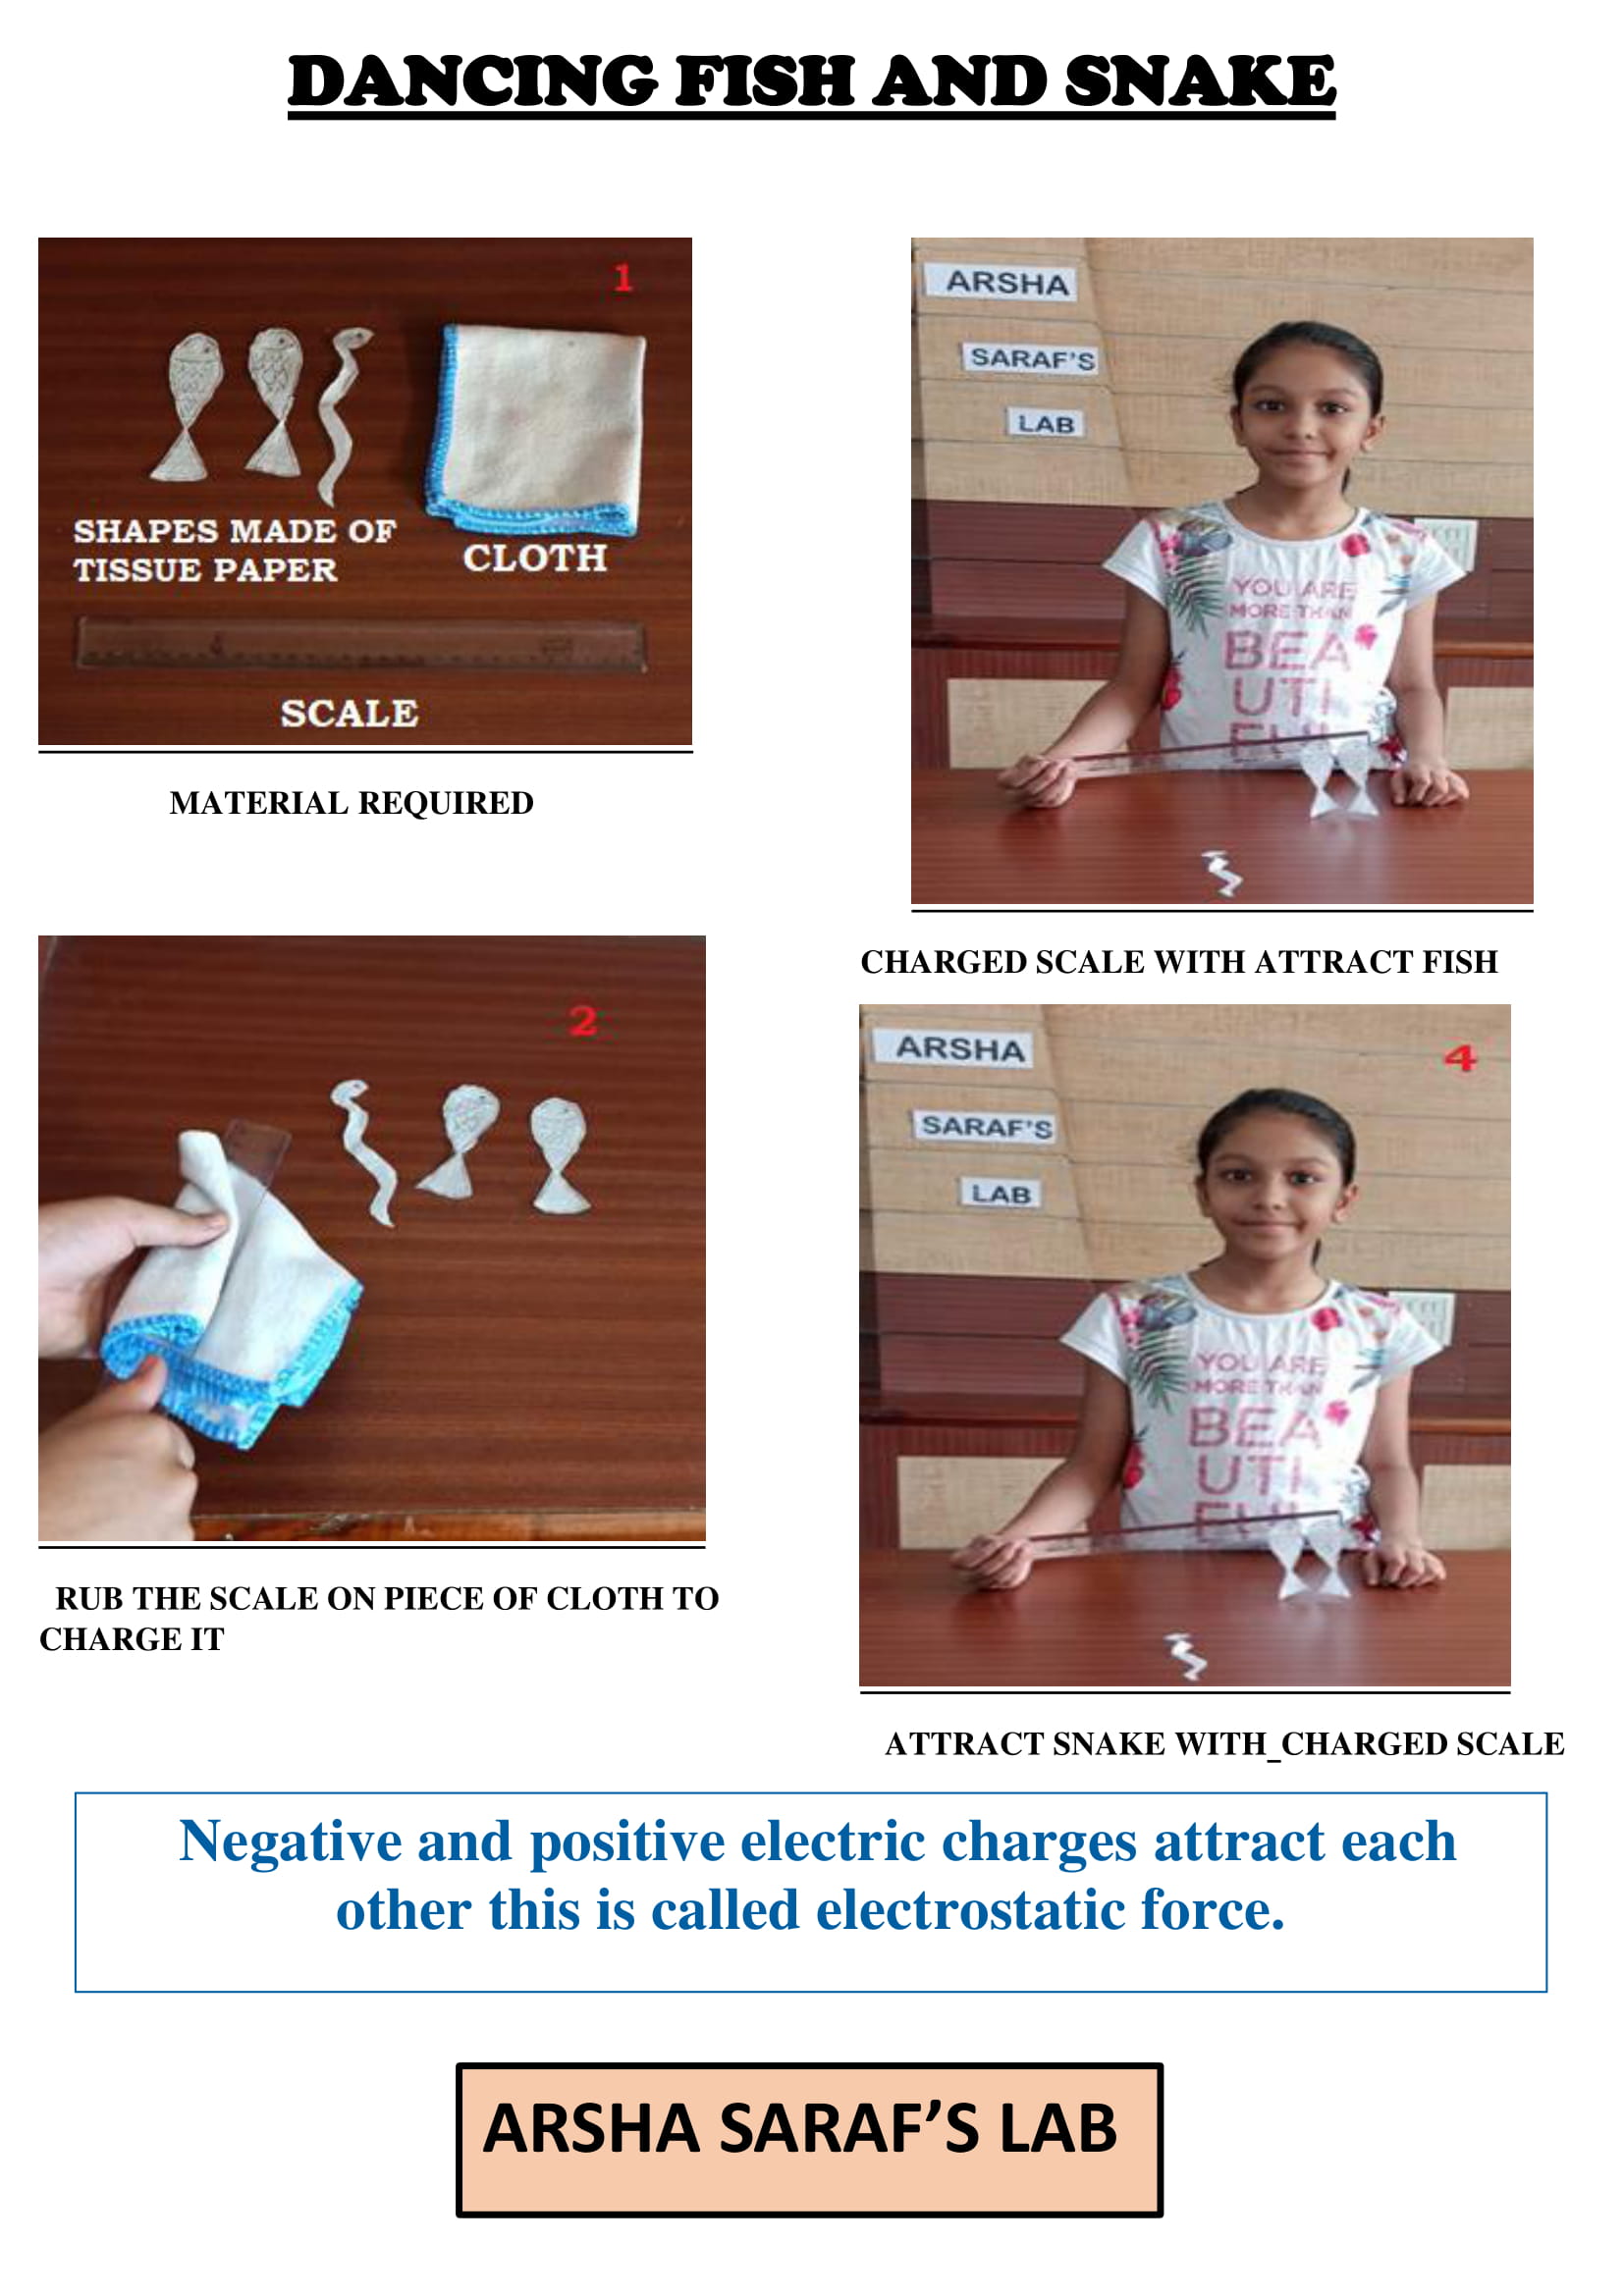 DANCING FISH AND SNAKE
1
SHAPES MADE OF
TISSUE PAPER
CLOTH
SCALE
MATERIAL REQUIRED
2
RUB THE SCALE ON PIECE OF CLOTH TO
CHARGE IT
ARSHA
SARAF'S
LAB
YOU ARE
MORE THAN
BEA
UTI
FUL
CHARGED SCALE WITH ATTRACT FISH
4
ARSHA
SARAF'S
LAB
YOU ARE
MORE THAN
BEA
UTI
FUL
ATTRACT SNAKE WITH_CHARGED SCALE
Negative and positive electric charges attract each
other this is called electrostatic force.
ARSHA SARAF’S LAB